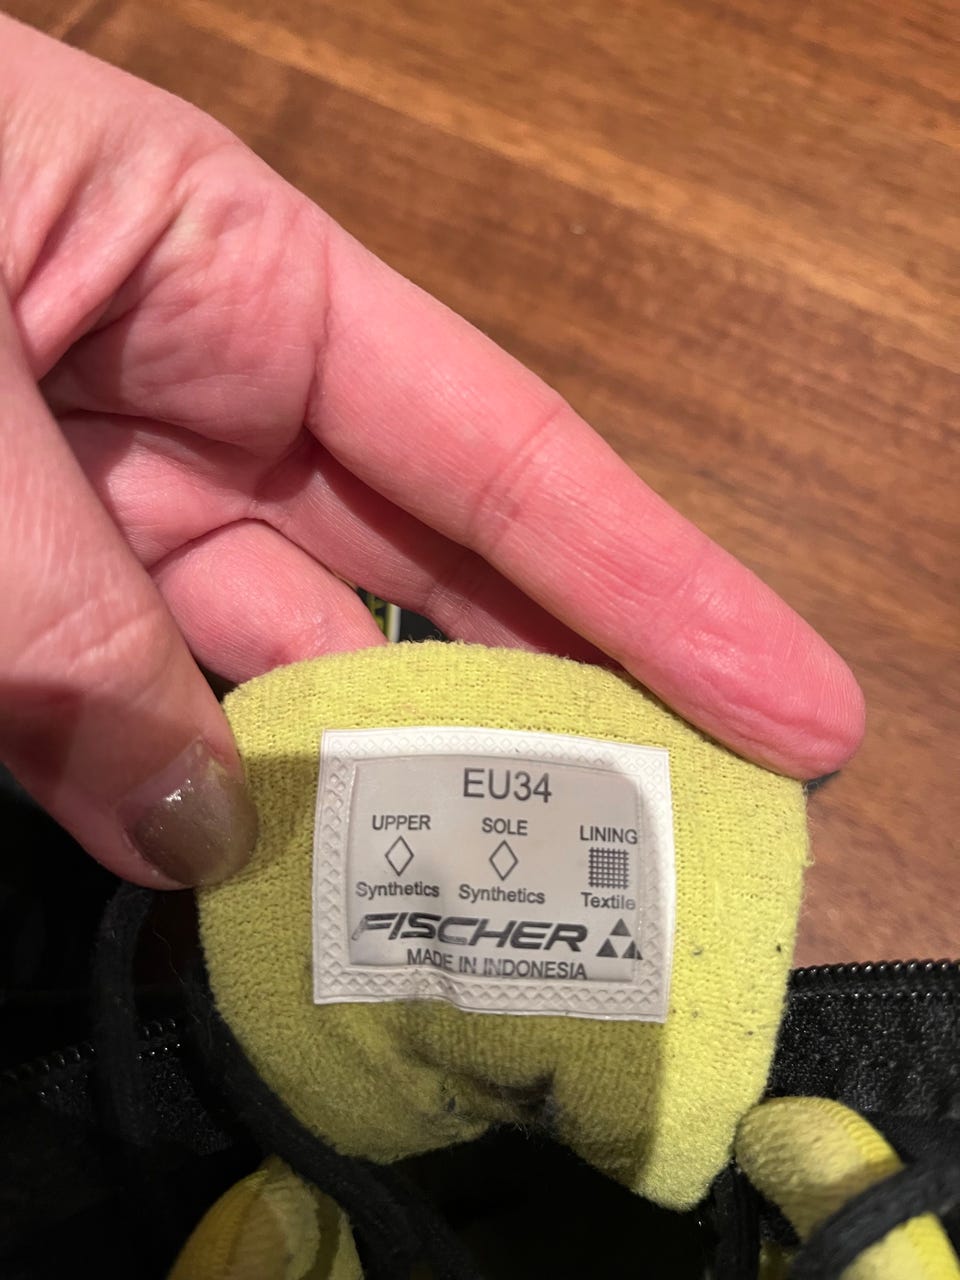 EU34
UPPER SOLE LINING
Synthetics Synthetics Textile
FISCHER
MADE IN INDONESIA